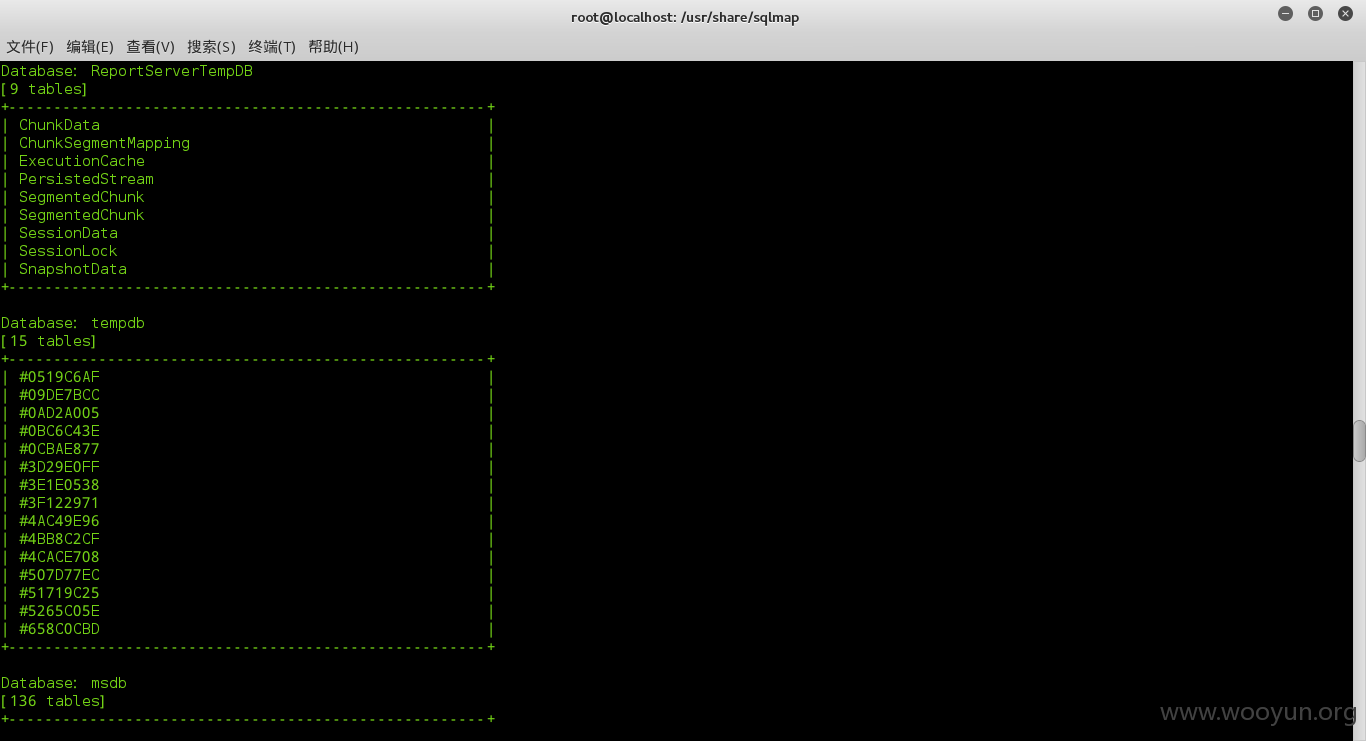 root@localhost: /usr/share/sqlmap
文件(F) 编辑(E) 查看(V) 搜索(S) 终端(T) 帮助(H)
Database: ReportServerTempDB
[9 tables]
+-----------------------------------------------------+
| ChunkData |
| ChunkSegmentMapping |
| ExecutionCache |
| PersistedStream |
| SegmentedChunk |
| SegmentedChunk |
| SessionData |
| SessionLock |
| SnapshotData |
+-----------------------------------------------------+
Database: tempdb
[15 tables]
+-----------------------------------------------------+
| #0519C6AF |
| #09DE7BCC |
| #0AD2A005 |
| #0BC6C43E |
| #0CBAE877 |
| #3D29E0FF |
| #3E1E0538 |
| #3F122971 |
| #4AC49E96 |
| #4BB8C2CF |
| #4CACE708 |
| #507D77EC |
| #51719C25 |
| #5265C05E |
| #658C0CBD |
+-----------------------------------------------------+
Database: msdb
[136 tables]
+-----------------------------------------------------+
www.wooyun.org